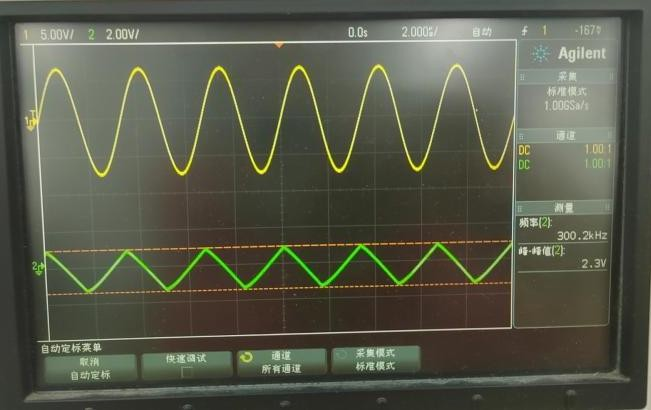 1 5.00V/ 2 2.00V/ 0.0s 2.000µ/ 自动 1 -167
Agilent
采集
标准模式
1.00GSa/s
通道
DC 1.00:1
DC 1.00:1
测量
频率(2):
300.2kHz
峰-峰值(2):
2.3V
自动定标菜单
取消
自动定标
快速调试
通道
所有通道
采集模式
标准模式